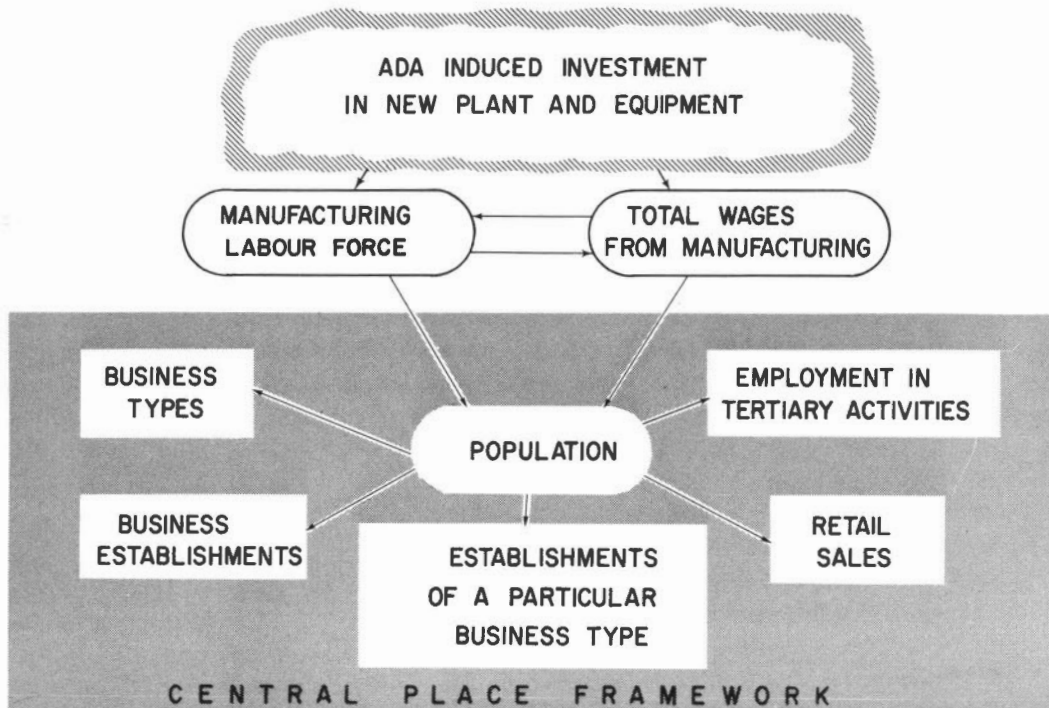 ADA INDUCED INVESTMENT
IN NEW PLANT AND EQUIPMENT
MANUFACTURING
LABOUR FORCE
TOTAL WAGES
FROM MANUFACTURING
BUSINESS
TYPES
EMPLOYMENT IN
TERTIARY ACTIVITIES
POPULATION
BUSINESS
ESTABLISHMENTS
ESTABLISHMENTS
OF A PARTICULAR
BUSINESS TYPE
RETAIL
SALES
CENTRAL PLACE FRAMEWORK